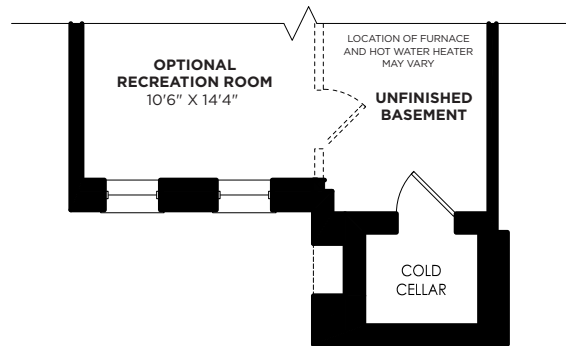 OPTIONAL
RECREATION ROOM
10'6" X 14'4"
LOCATION OF FURNACE
AND HOT WATER HEATER
MAY VARY
UNFINISHED
BASEMENT
COLD
CELLAR